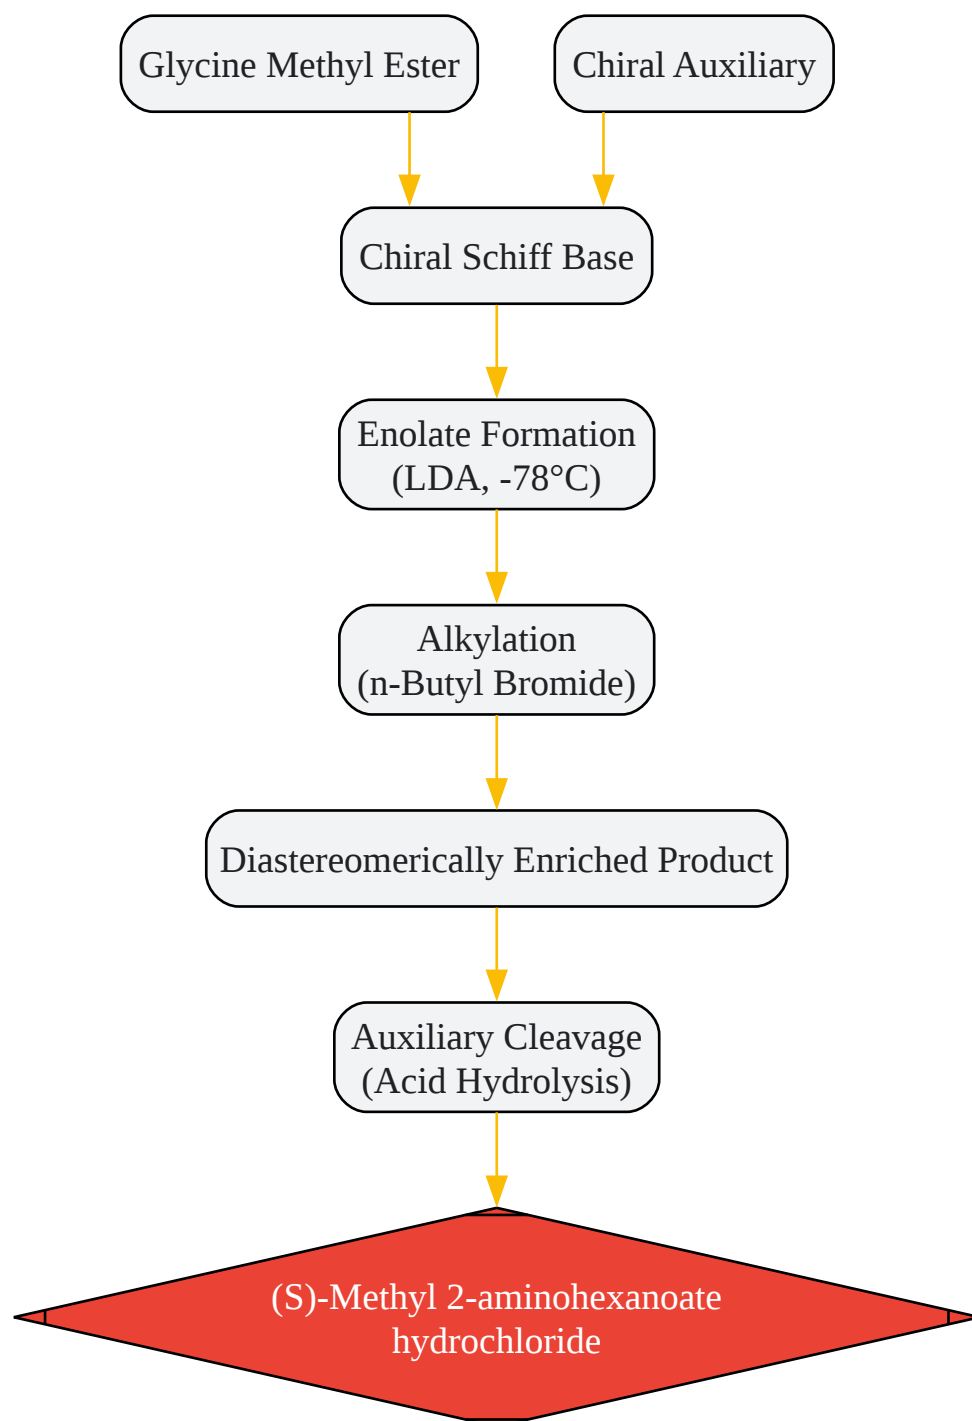 Glycine Methyl Ester
Chiral Auxiliary
Chiral Schiff Base
Enolate Formation
(LDA, -78°C)
Alkylation
(n-Butyl Bromide)
Diastereomerically Enriched Product
Auxiliary Cleavage
(Acid Hydrolysis)
(S)-Methyl 2-aminohexanoate
hydrochloride